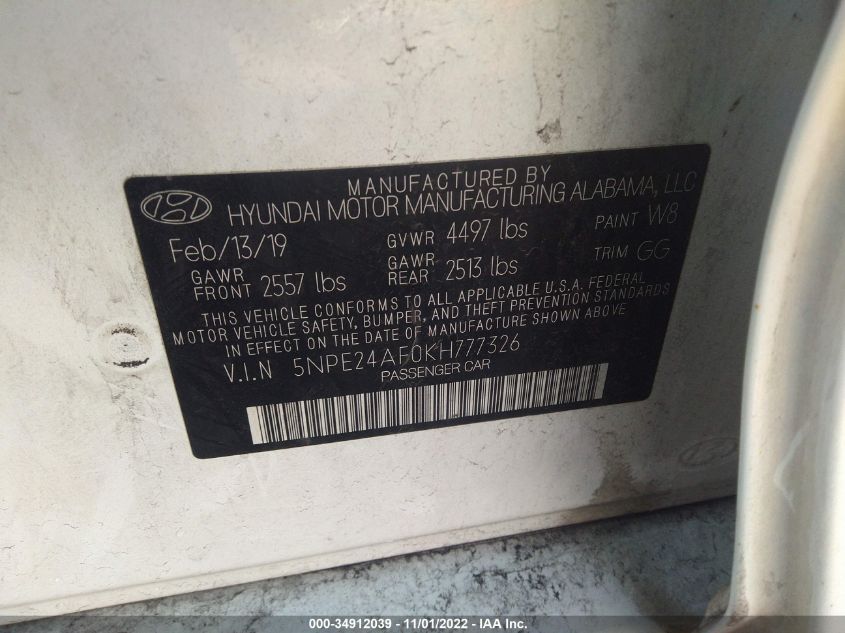 MANUFACTURED BY
HYUNDAI MOTOR MANUFACTURING ALABAMA, LLC
Feb/13/19 GVWR 4497 lbs PAINT W8
GAWR FRONT 2557 lbs GAWR REAR 2513 lbs TRIM GG
THIS VEHICLE CONFORMS TO ALL APPLICABLE U.S.A. FEDERAL
MOTOR VEHICLE SAFETY, BUMPER, AND THEFT PREVENTION STANDARDS
IN EFFECT ON THE DATE OF MANUFACTURE SHOWN ABOVE
V.I.N 5NPE24AF0KH777326
PASSENGER CAR
000-34912039 - 11/01/2022 - IAA Inc.